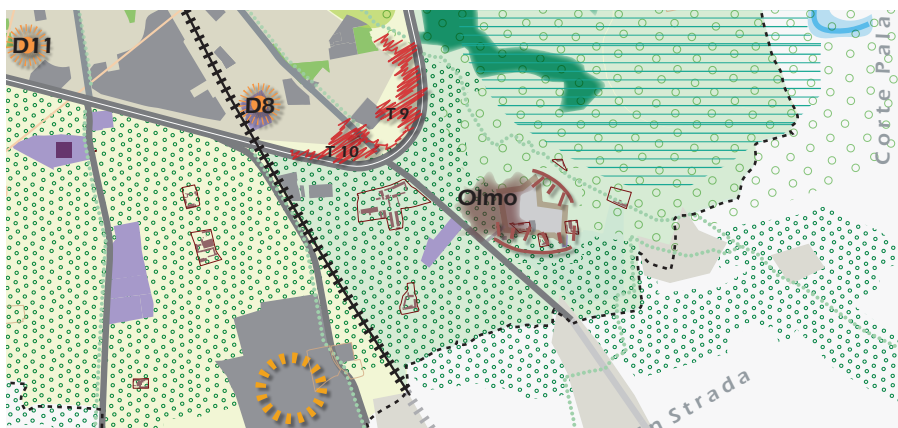 D11
D8
T 9
T 10
Olmo
Corte Pala
n Strada